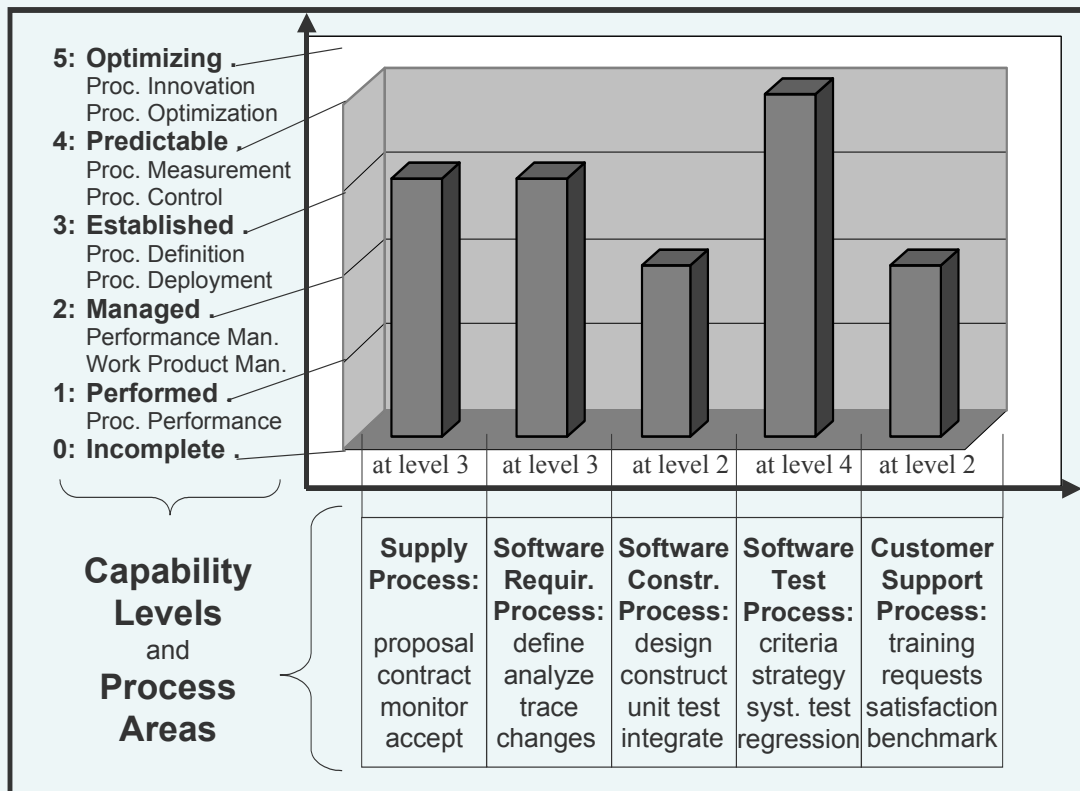 5: Optimizing .
Proc. Innovation
Proc. Optimization
4: Predictable .
Proc. Measurement
Proc. Control
3: Established .
Proc. Definition
Proc. Deployment
2: Managed .
Performance Man.
Work Product Man.
1: Performed .
Proc. Performance
0: Incomplete .
at level 3
at level 3
at level 2
at level 4
at level 2
Capability
Levels
and
Process
Areas
Supply
Process:
proposal
contract
monitor
accept
Software
Requir.
Process:
define
analyze
trace
changes
Software
Constr.
Process:
design
construct
unit test
integrate
Software
Test
Process:
criteria
strategy
syst. test
regression
Customer
Support
Process:
training
requests
satisfaction
benchmark